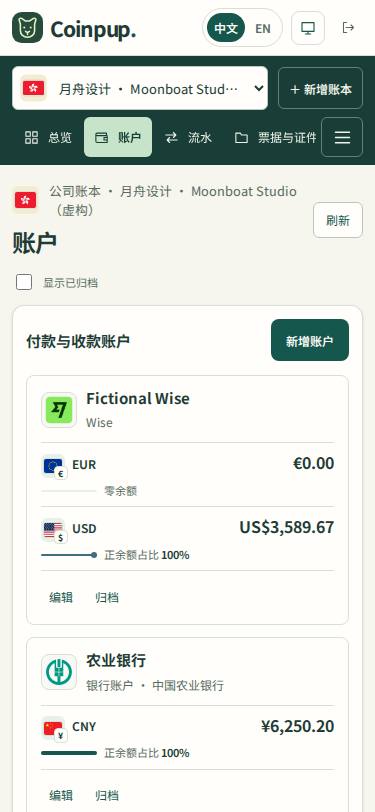 Coinpup.
中文 EN
月舟设计 · Moonboat Stud…
+ 新增账本
总览 账户 流水 票据与证件
公司账本 · 月舟设计 · Moonboat Studio
（虚构）
刷新
账户
显示已归档
付款与收款账户
新增账户
Fictional Wise
Wise
€ EUR €0.00
零余额
$ USD US$3,589.67
正余额占比 100%
编辑 归档
农业银行
银行账户 · 中国农业银行
¥ CNY ¥6,250.20
正余额占比 100%
编辑 归档